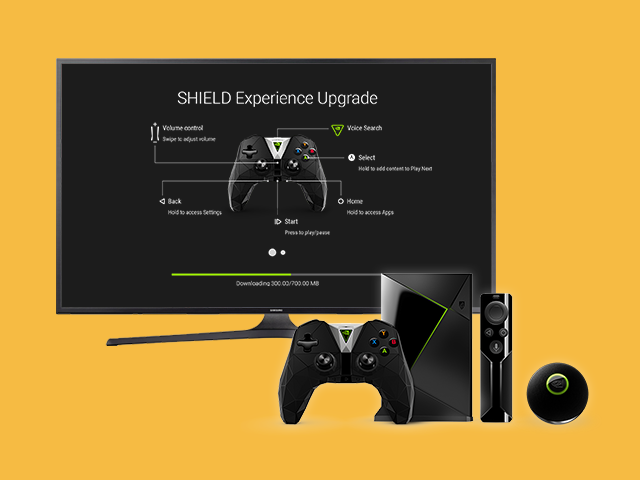 SHIELD Experience Upgrade
Volume control
Swipe to adjust volume
Voice Search
A Select
Hold to add content to Play Next
Back
Hold to access Settings
Home
Hold to access Apps
Start
Press to play/pause
Downloading 300.00/700.00 MB
SAMSUNG
Y
X B
A